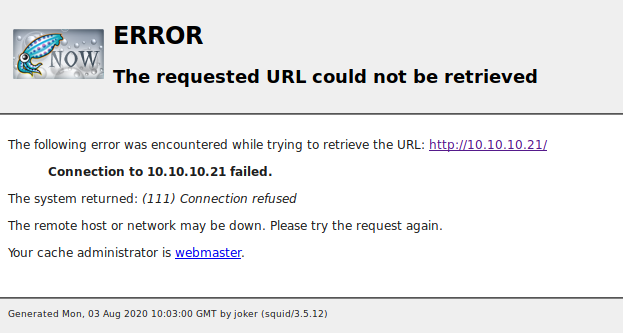 NOW
ERROR
The requested URL could not be retrieved
The following error was encountered while trying to retrieve the URL: http://10.10.10.21/
Connection to 10.10.10.21 failed.
The system returned: (111) Connection refused
The remote host or network may be down. Please try the request again.
Your cache administrator is webmaster.
Generated Mon, 03 Aug 2020 10:03:00 GMT by joker (squid/3.5.12)